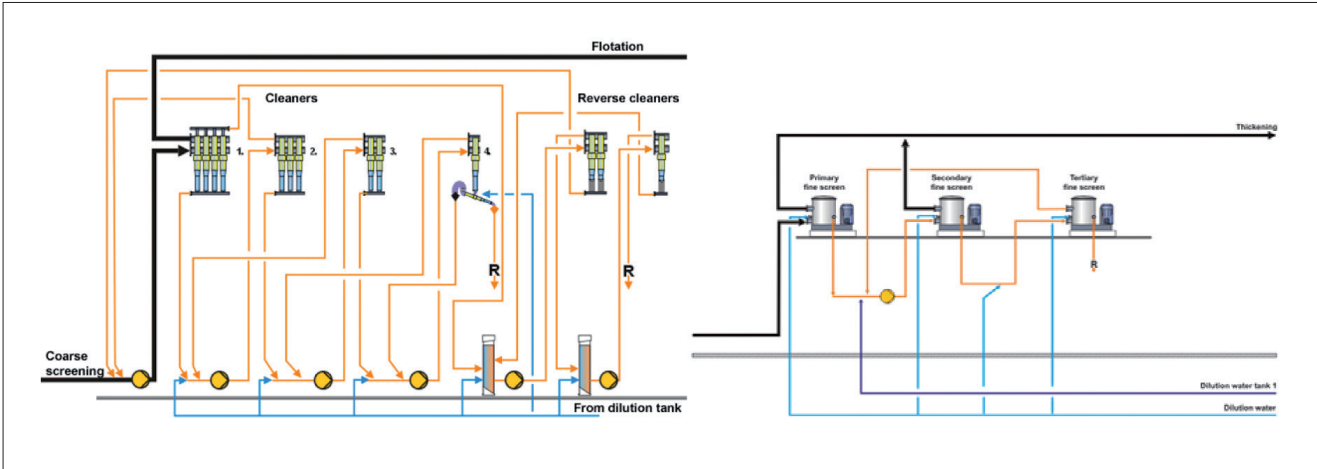 Flotation
Cleaners
Reverse cleaners
1.
2.
3.
4.
R
R
Coarse
screening
From dilution tank
Thickening
Primary
fine screen
Secondary
fine screen
Tertiary
fine screen
R
Dilution water tank 1
Dilution water